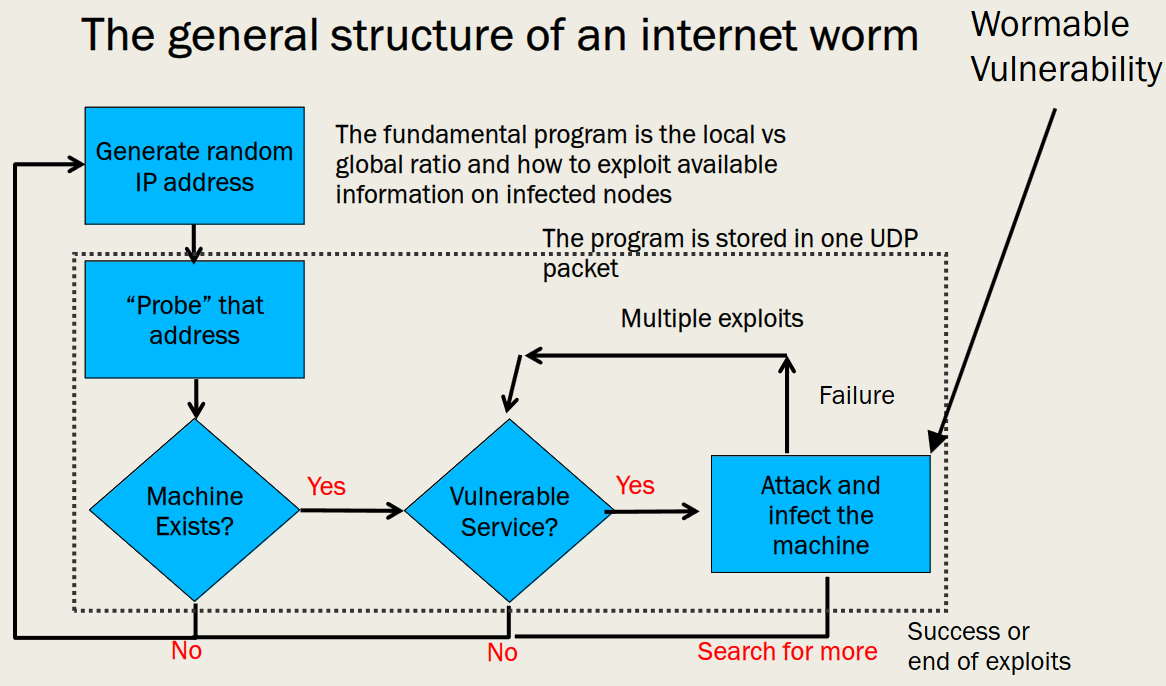 The general structure of an internet worm
Wormable
Vulnerability
Generate random
IP address
The fundamental program is the local vs
global ratio and how to exploit available
information on infected nodes
The program is stored in one UDP
packet
“Probe” that
address
Multiple exploits
Failure
Machine
Exists?
Yes
Vulnerable
Service?
Yes
Attack and
infect the
machine
No
No
Search for more
Success or
end of exploits